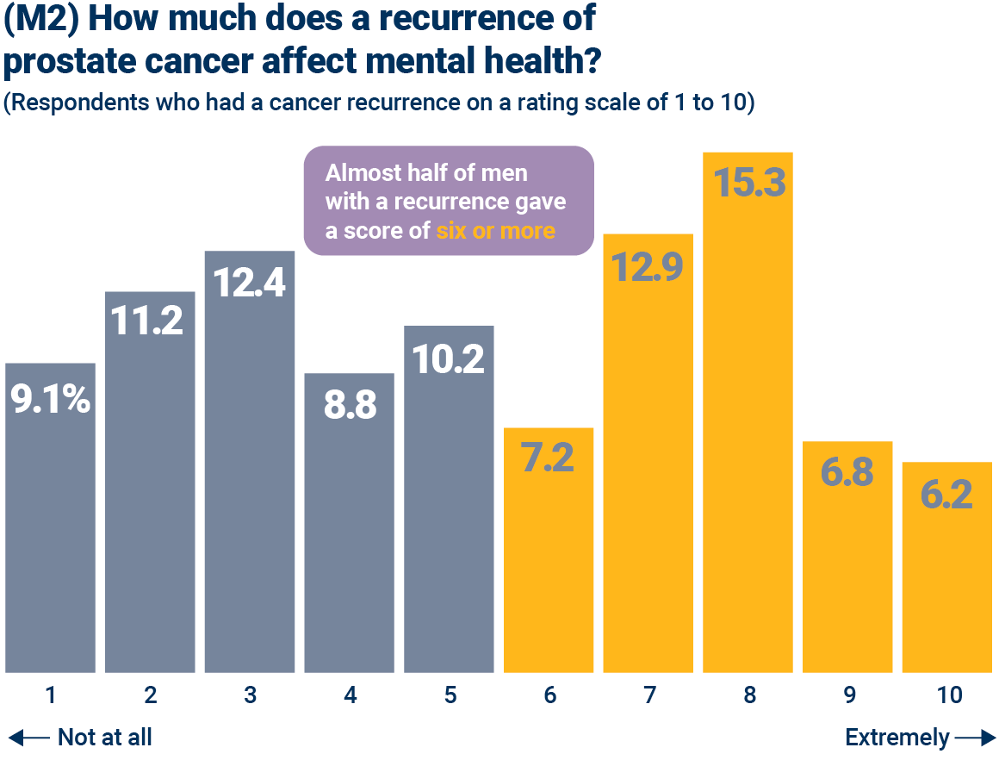 (M2) How much does a recurrence of
prostate cancer affect mental health?
(Respondents who had a cancer recurrence on a rating scale of 1 to 10)
Almost half of men
with a recurrence gave
a score of six or more
9.1%
11.2
12.4
8.8
10.2
7.2
12.9
15.3
6.8
6.2
1 2 3 4 5 6 7 8 9 10
Not at all
Extremely